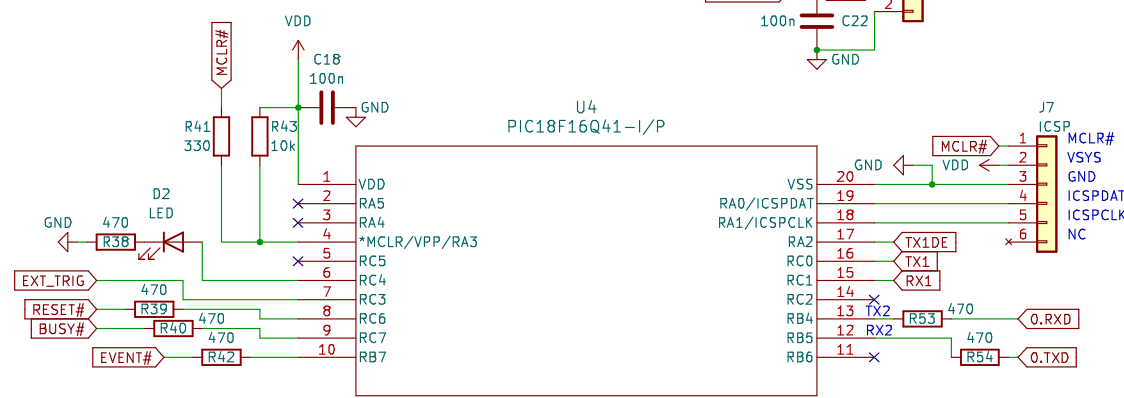 2
100n C22
GND
VDD
MCLR#
C18
100n
GND
R41
330
R43
10k
U4
PIC18F16Q41-I/P
J7
ICSP
MCLR# 1 MCLR#
GND VDD 2 VSYS
3 GND
4 ICSPDAT
5 ICSPCLK
6 NC
1 VDD VSS 20
2 RA5 RA0/ICSPDAT 19
3 RA4 RA1/ICSPCLK 18
D2
LED
GND 470
R38
4 *MCLR/VPP/RA3 RA2 17 TX1DE
5 RC5 RC0 16 TX1
6 RC4 RC1 15 RX1
EXT_TRIG 7 RC3 RC2 14
470
RESET# R39 8 RC6 RB4 13 TX2 R53 470 0.RXD
470
BUSY# R40 9 RC7 RB5 12 RX2
470 470
EVENT# R42 10 RB7 RB6 11 R54 0.TXD